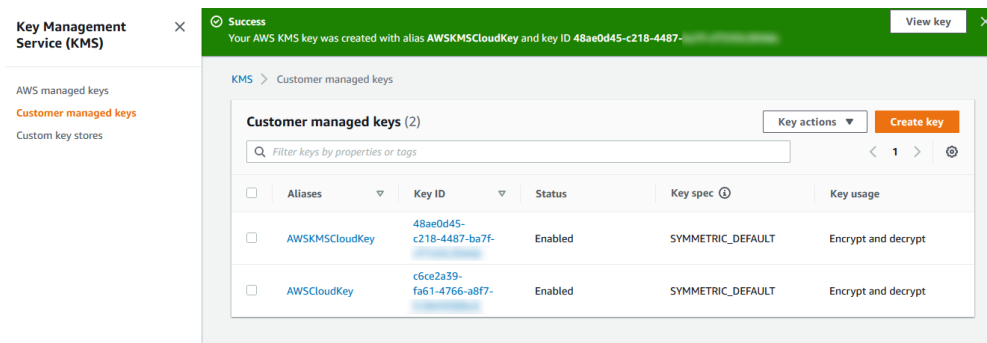 Key Management
Service (KMS)
AWS managed keys
Customer managed keys
Custom key stores
Success
View key
Your AWS KMS key was created with alias AWSKMSCloudKey and key ID 48ae0d45-c218-4487-
KMS > Customer managed keys
Customer managed keys (2)
Key actions
Create key
Filter keys by properties or tags
1
Aliases Key ID Status Key spec Key usage
48ae0d45-
AWSKMSCloudKey c218-4487-ba7f- Enabled SYMMETRIC_DEFAULT Encrypt and decrypt
c6ce2a39-
AWSCloudKey fa61-4766-a8f7- Enabled SYMMETRIC_DEFAULT Encrypt and decrypt